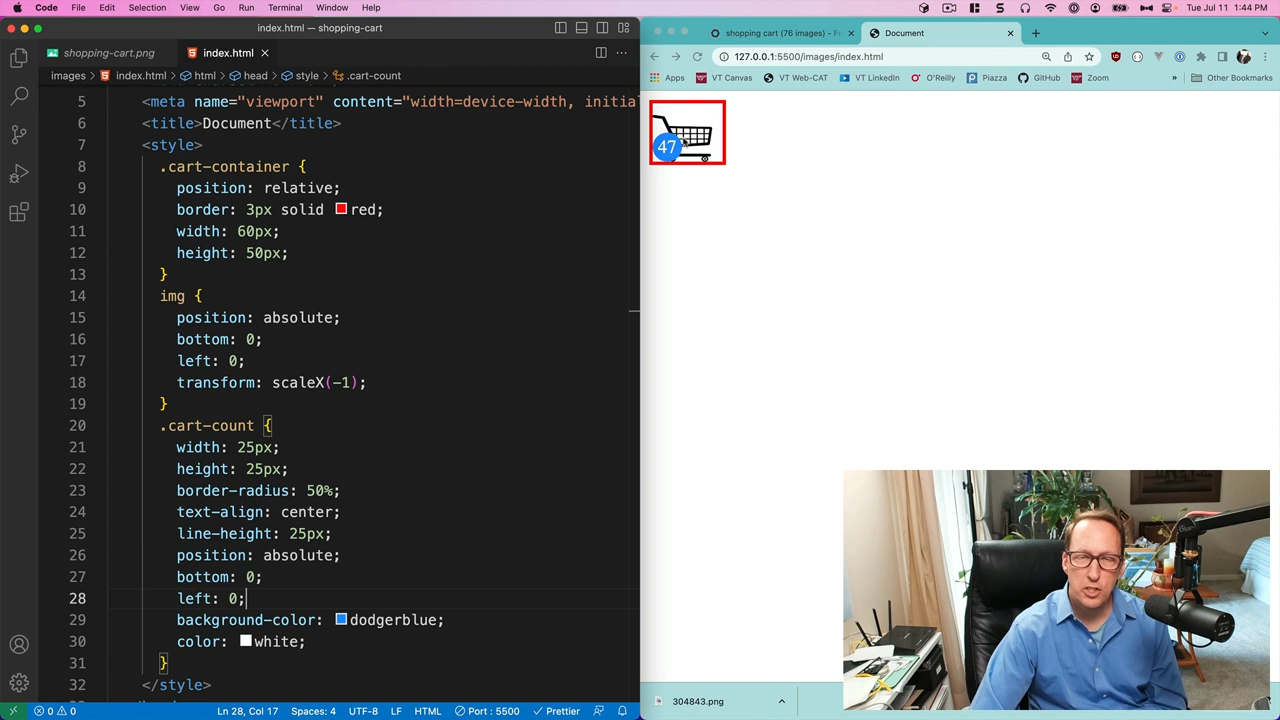 Code File Edit Selection View Go Run Terminal Window Help
Tue Jul 11 1:44 PM
index.html — shopping-cart
shopping-cart.png
index.html
images > index.html > html > head > style > .cart-count
5 <meta name="viewport" content="width=device-width, initia
6 <title>Document</title>
7 <style>
8 .cart-container {
9 position: relative;
10 border: 3px solid red;
11 width: 60px;
12 height: 50px;
13 }
14 img {
15 position: absolute;
16 bottom: 0;
17 left: 0;
18 transform: scaleX(-1);
19 }
20 .cart-count {
21 width: 25px;
22 height: 25px;
23 border-radius: 50%;
24 text-align: center;
25 line-height: 25px;
26 position: absolute;
27 bottom: 0;
28 left: 0;
29 background-color: dodgerblue;
30 color: white;
31 }
32 </style>
0 0
Ln 28, Col 17 Spaces: 4 UTF-8 LF HTML Port : 5500 Prettier
shopping cart (76 images) - F
Document
127.0.0.1:5500/images/index.html
Apps VT Canvas VT Web-CAT VT LinkedIn O'Reilly Piazza GitHub Zoom » Other Bookmarks
47
304843.png
Blue